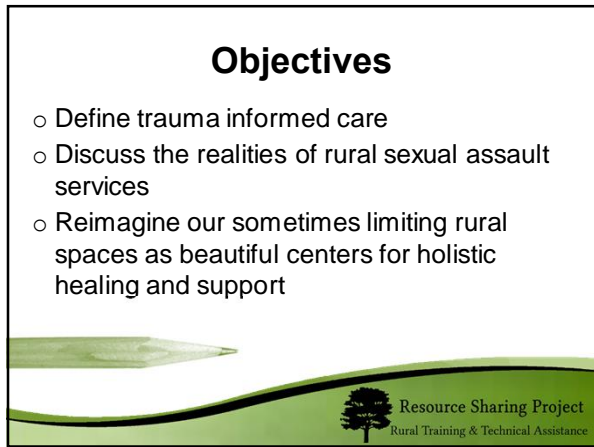 Objectives
o Define trauma informed care
o Discuss the realities of rural sexual assault
services
o Reimagine our sometimes limiting rural
spaces as beautiful centers for holistic
healing and support
Resource Sharing Project
Rural Training & Technical Assistance